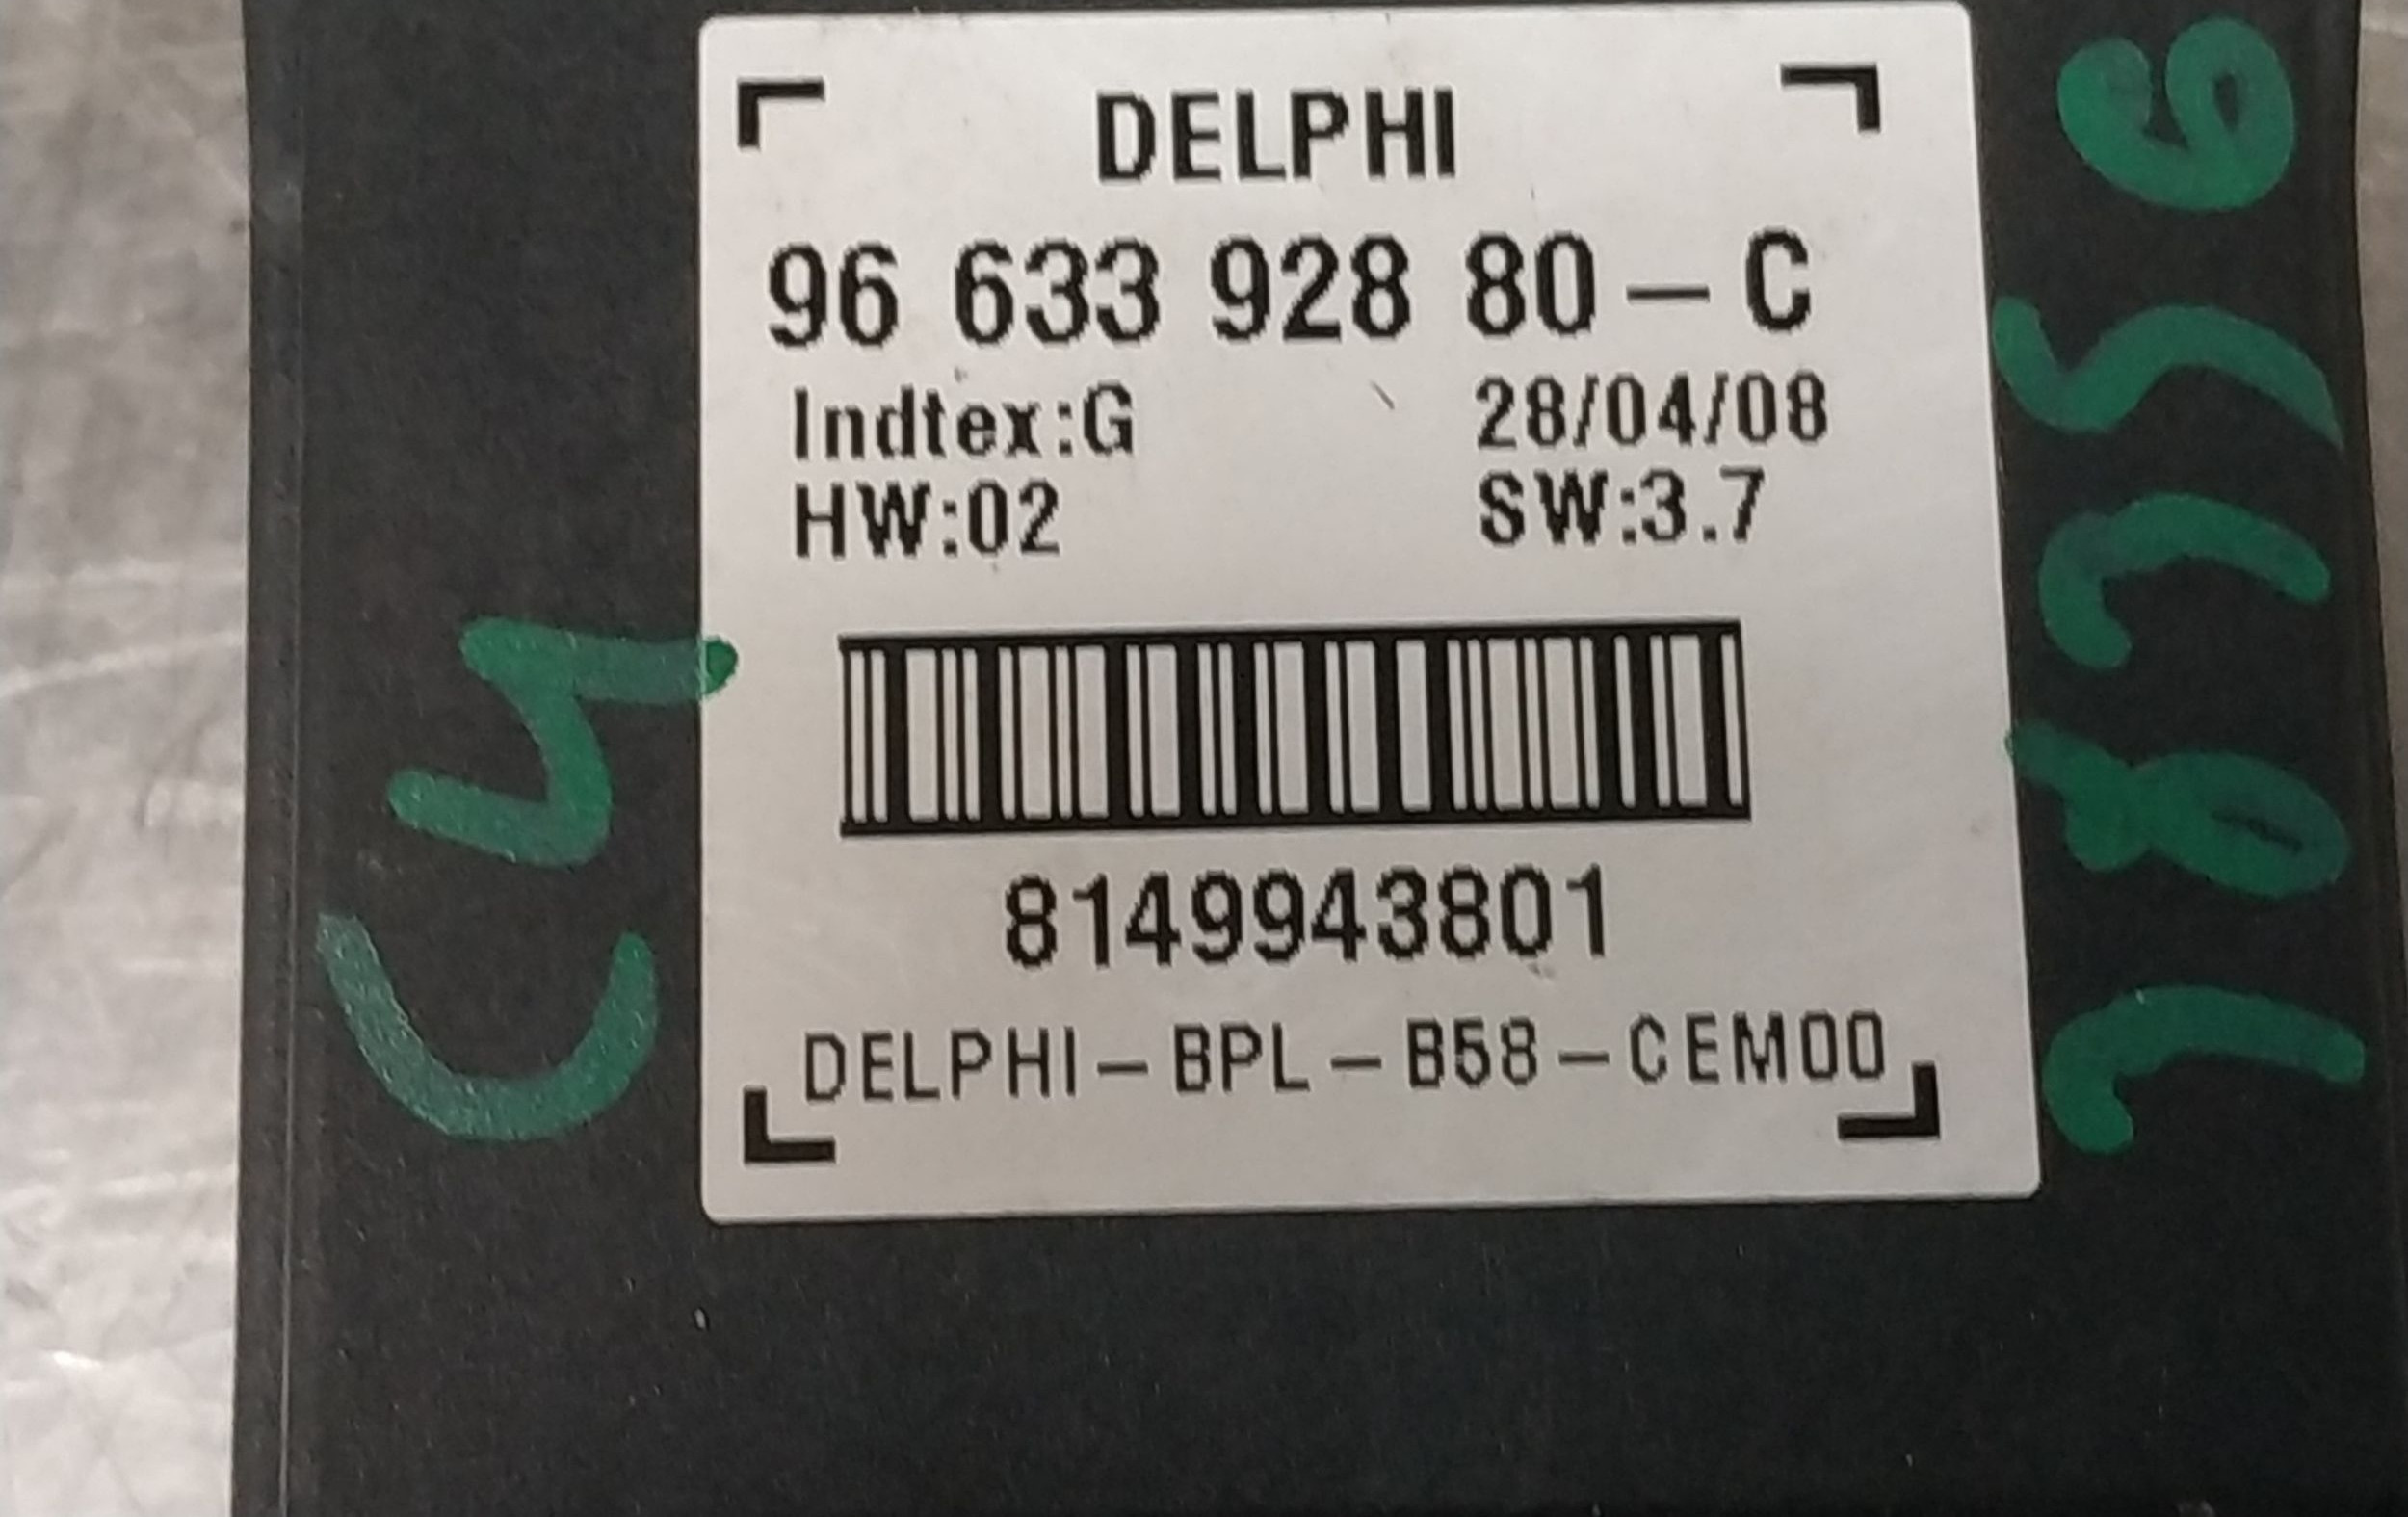 DELPHI
96 633 928 80 – C
Indtex:G 28/04/08
HW:02 SW:3.7
8149943801
DELPHI – BPL – B58 – CEM00
C4